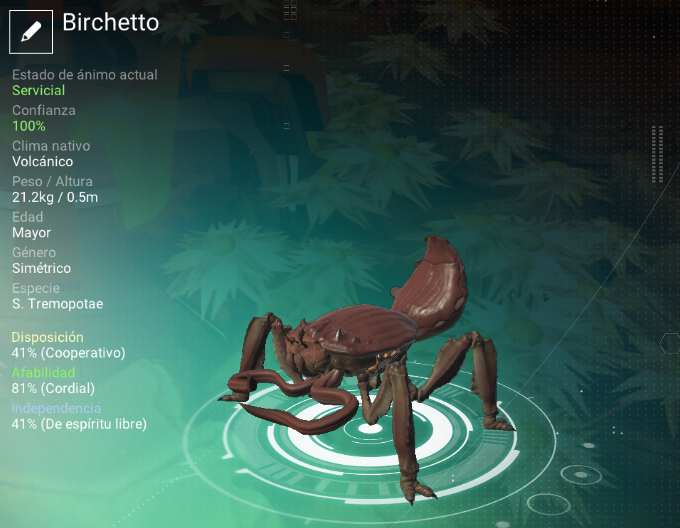 Birchetto
Estado de ánimo actual
Servicial
Confianza
100%
Clima nativo
Volcánico
Peso / Altura
21.2kg / 0.5m
Edad
Mayor
Género
Simétrico
Especie
S. Tremopotae
Disposición
41% (Cooperativo)
Afabilidad
81% (Cordial)
Independencia
41% (De espíritu libre)